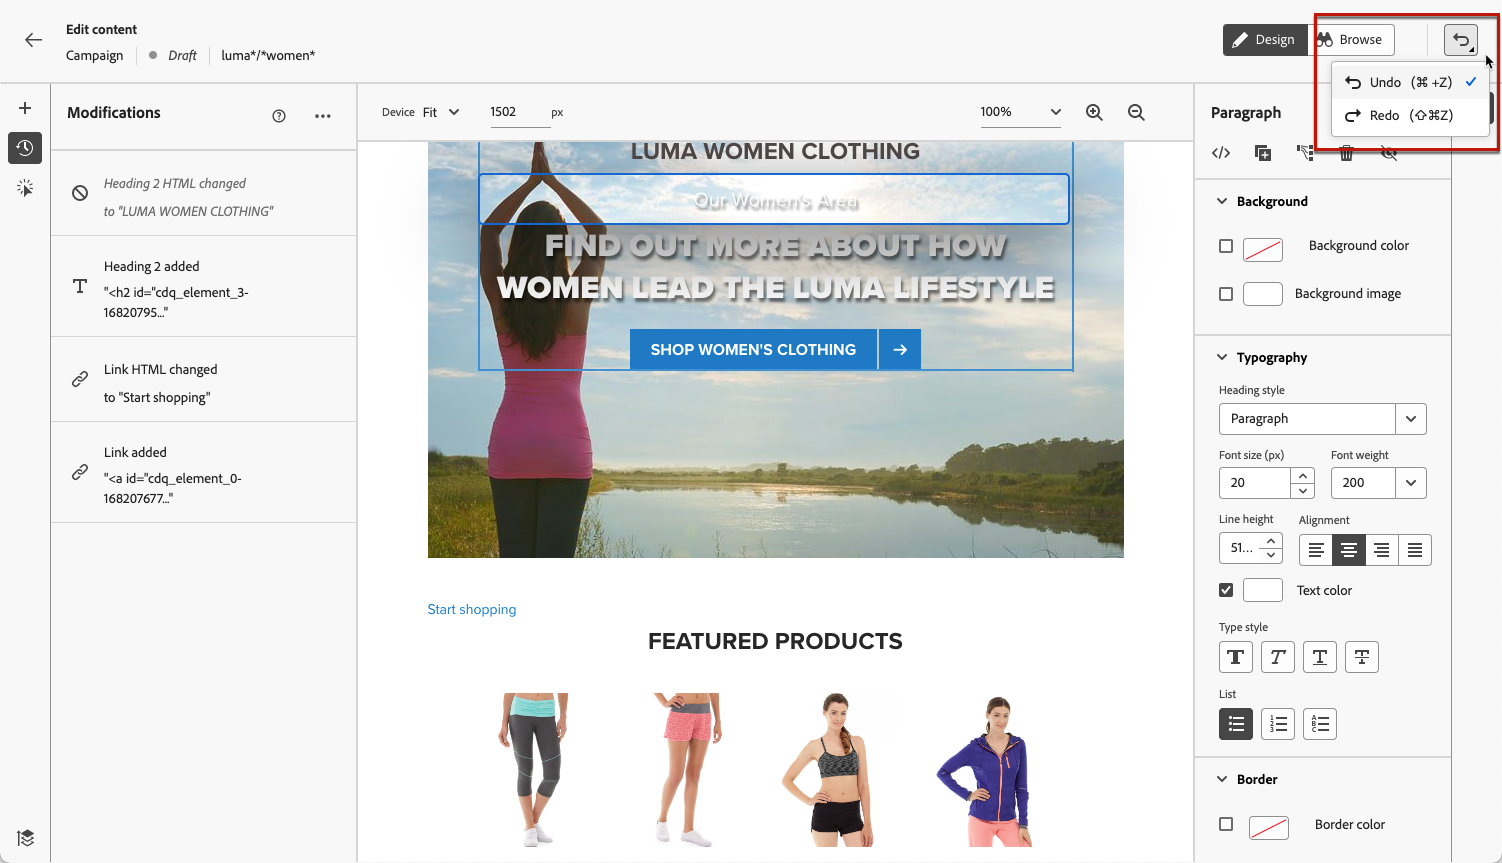 Edit content
Campaign
Draft
luma*/*women*
Design
Browse
Undo (⌘ +Z)
Redo (⇧⌘Z)
Modifications
Heading 2 HTML changed
to "LUMA WOMEN CLOTHING"
Heading 2 added
"<h2 id="cdq_element_3-
16820795..."
Link HTML changed
to "Start shopping"
Link added
"<a id="cdq_element_0-
168207677..."
Device Fit
1502 px
100%
LUMA WOMEN CLOTHING
Our Women's Area
FIND OUT MORE ABOUT HOW
WOMEN LEAD THE LUMA LIFESTYLE
SHOP WOMEN'S CLOTHING
Start shopping
FEATURED PRODUCTS
Paragraph
Background
Background color
Background image
Typography
Heading style
Paragraph
Font size (px)
Font weight
20
200
Line height
Alignment
51...
Text color
Type style
T T T T
List
Border
Border color